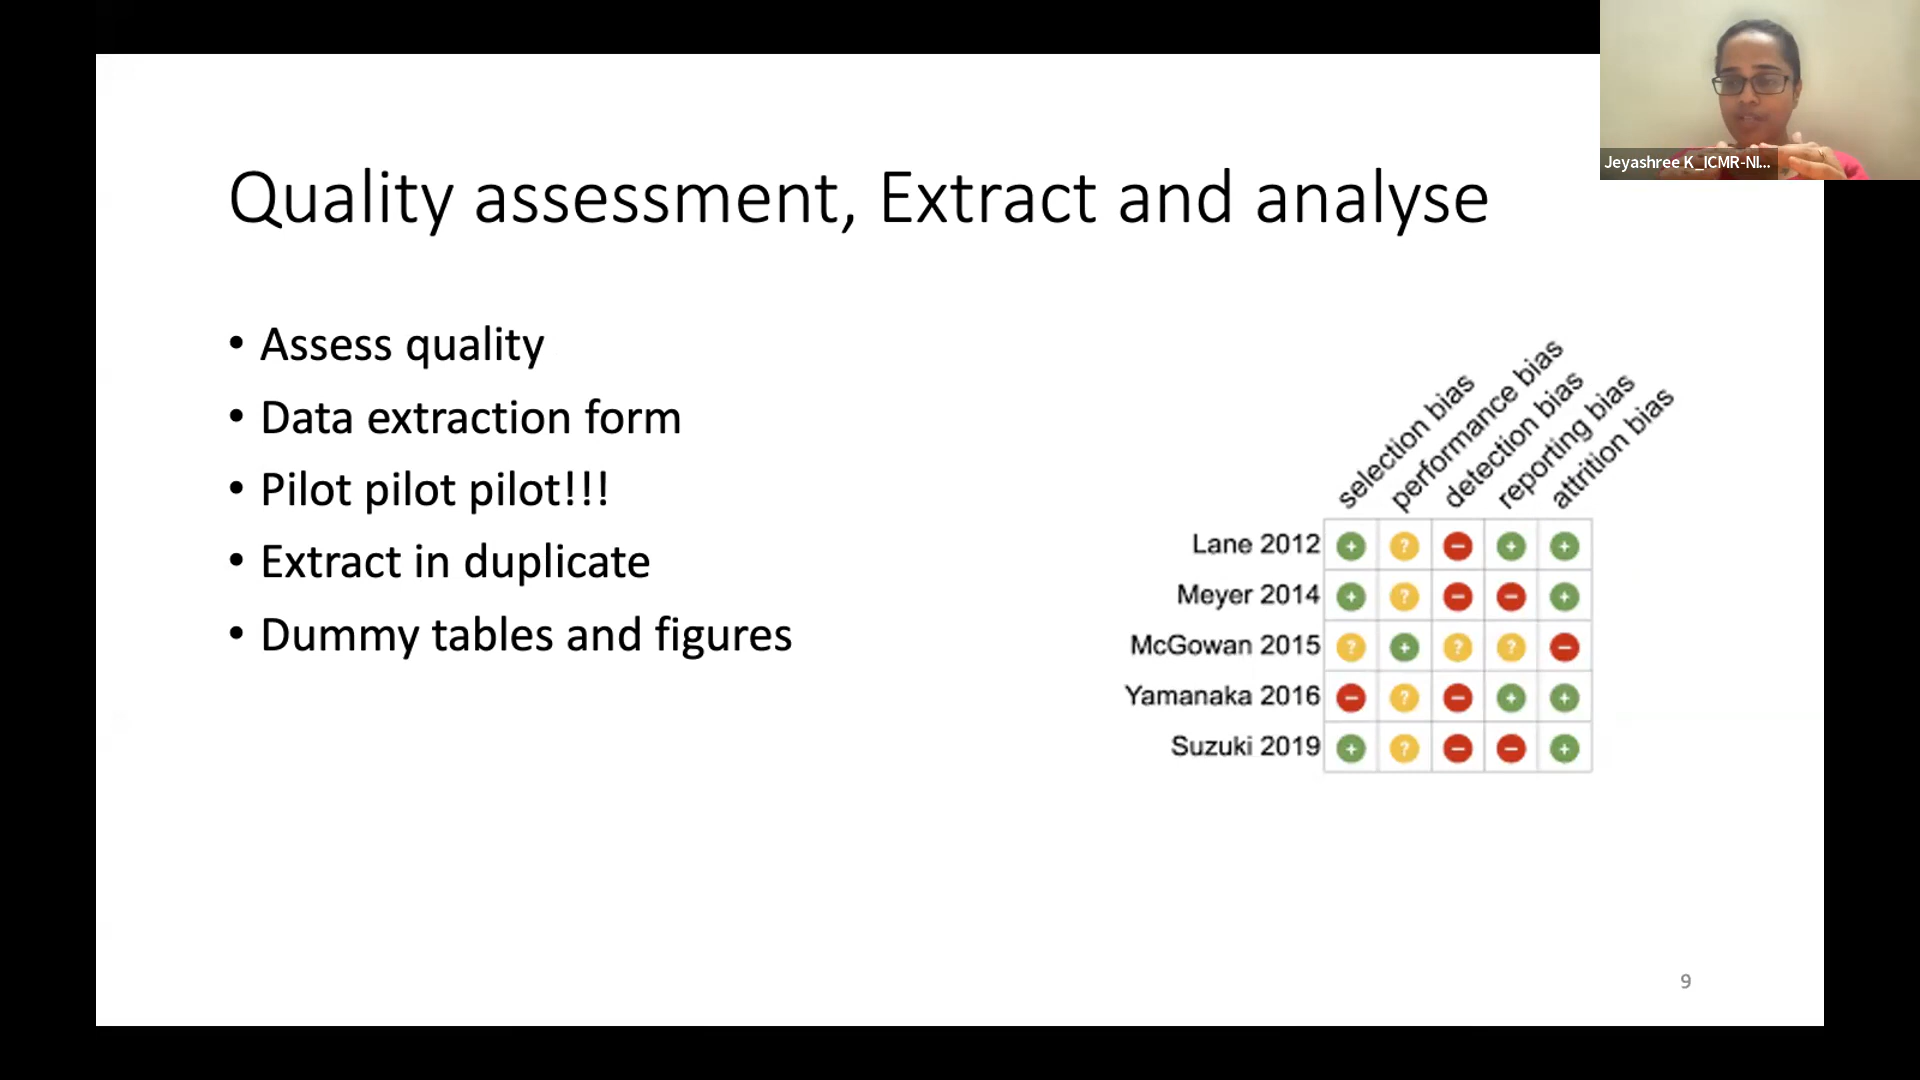 Jeyashree K_ICMR-NI...
Quality assessment, Extract and analyse
• Assess quality
• Data extraction form
• Pilot pilot pilot!!!
• Extract in duplicate
• Dummy tables and figures
selection bias
performance bias
detection bias
reporting bias
attrition bias
Lane 2012 + ? − + +
Meyer 2014 + ? − − +
McGowan 2015 ? + ? ? −
Yamanaka 2016 − ? − + +
Suzuki 2019 + ? − − +
9